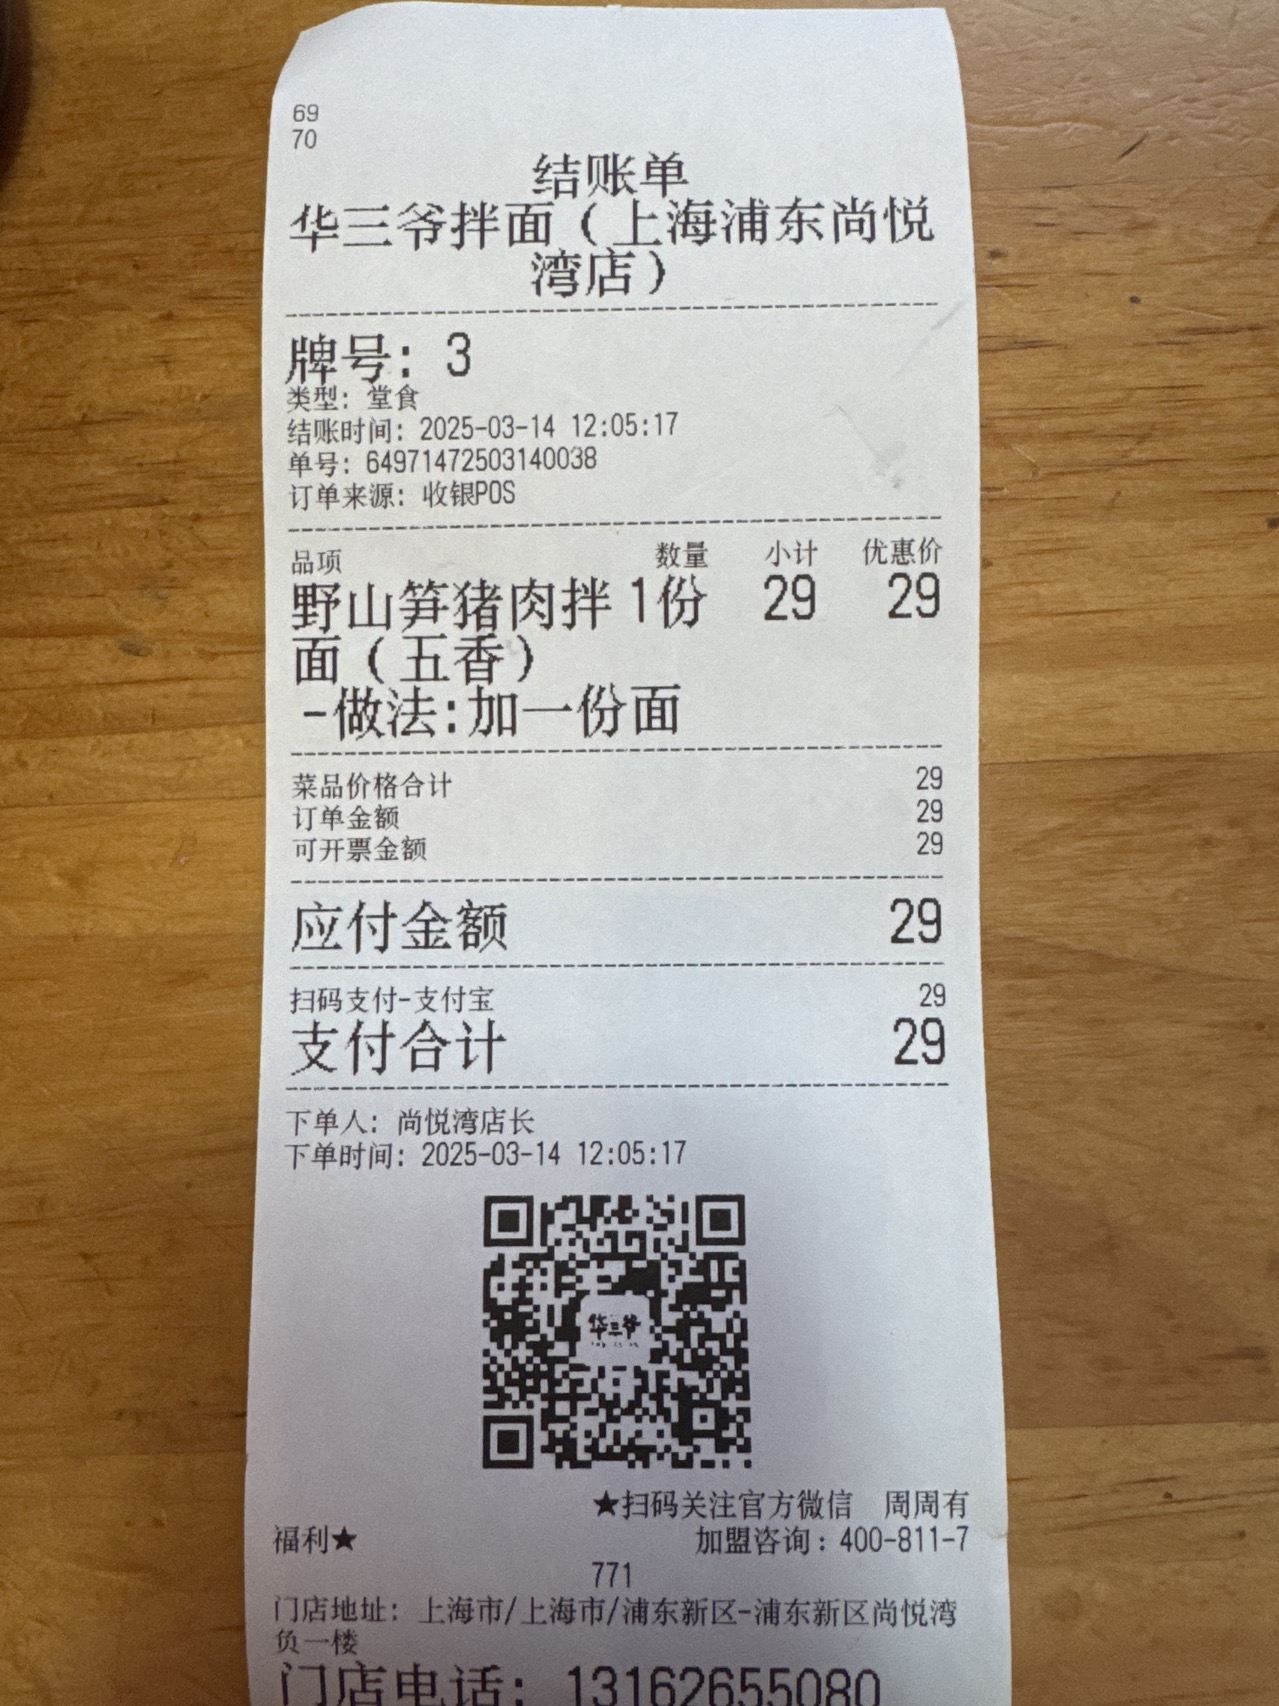 69
70
结账单
华三爷拌面（上海浦东尚悦
湾店）
牌号：3
类型：堂食
结账时间：2025-03-14 12:05:17
单号：64971472503140038
订单来源：收银POS
品项 数量 小计 优惠价
野山笋猪肉拌 1份 29 29
面（五香）
-做法:加一份面
菜品价格合计 29
订单金额 29
可开票金额 29
应付金额 29
扫码支付-支付宝 29
支付合计 29
下单人：尚悦湾店长
下单时间：2025-03-14 12:05:17
华三爷
★扫码关注官方微信 周周有
福利★ 加盟咨询：400-811-7
771
门店地址：上海市/上海市/浦东新区-浦东新区尚悦湾
负一楼
门店电话：13162655080